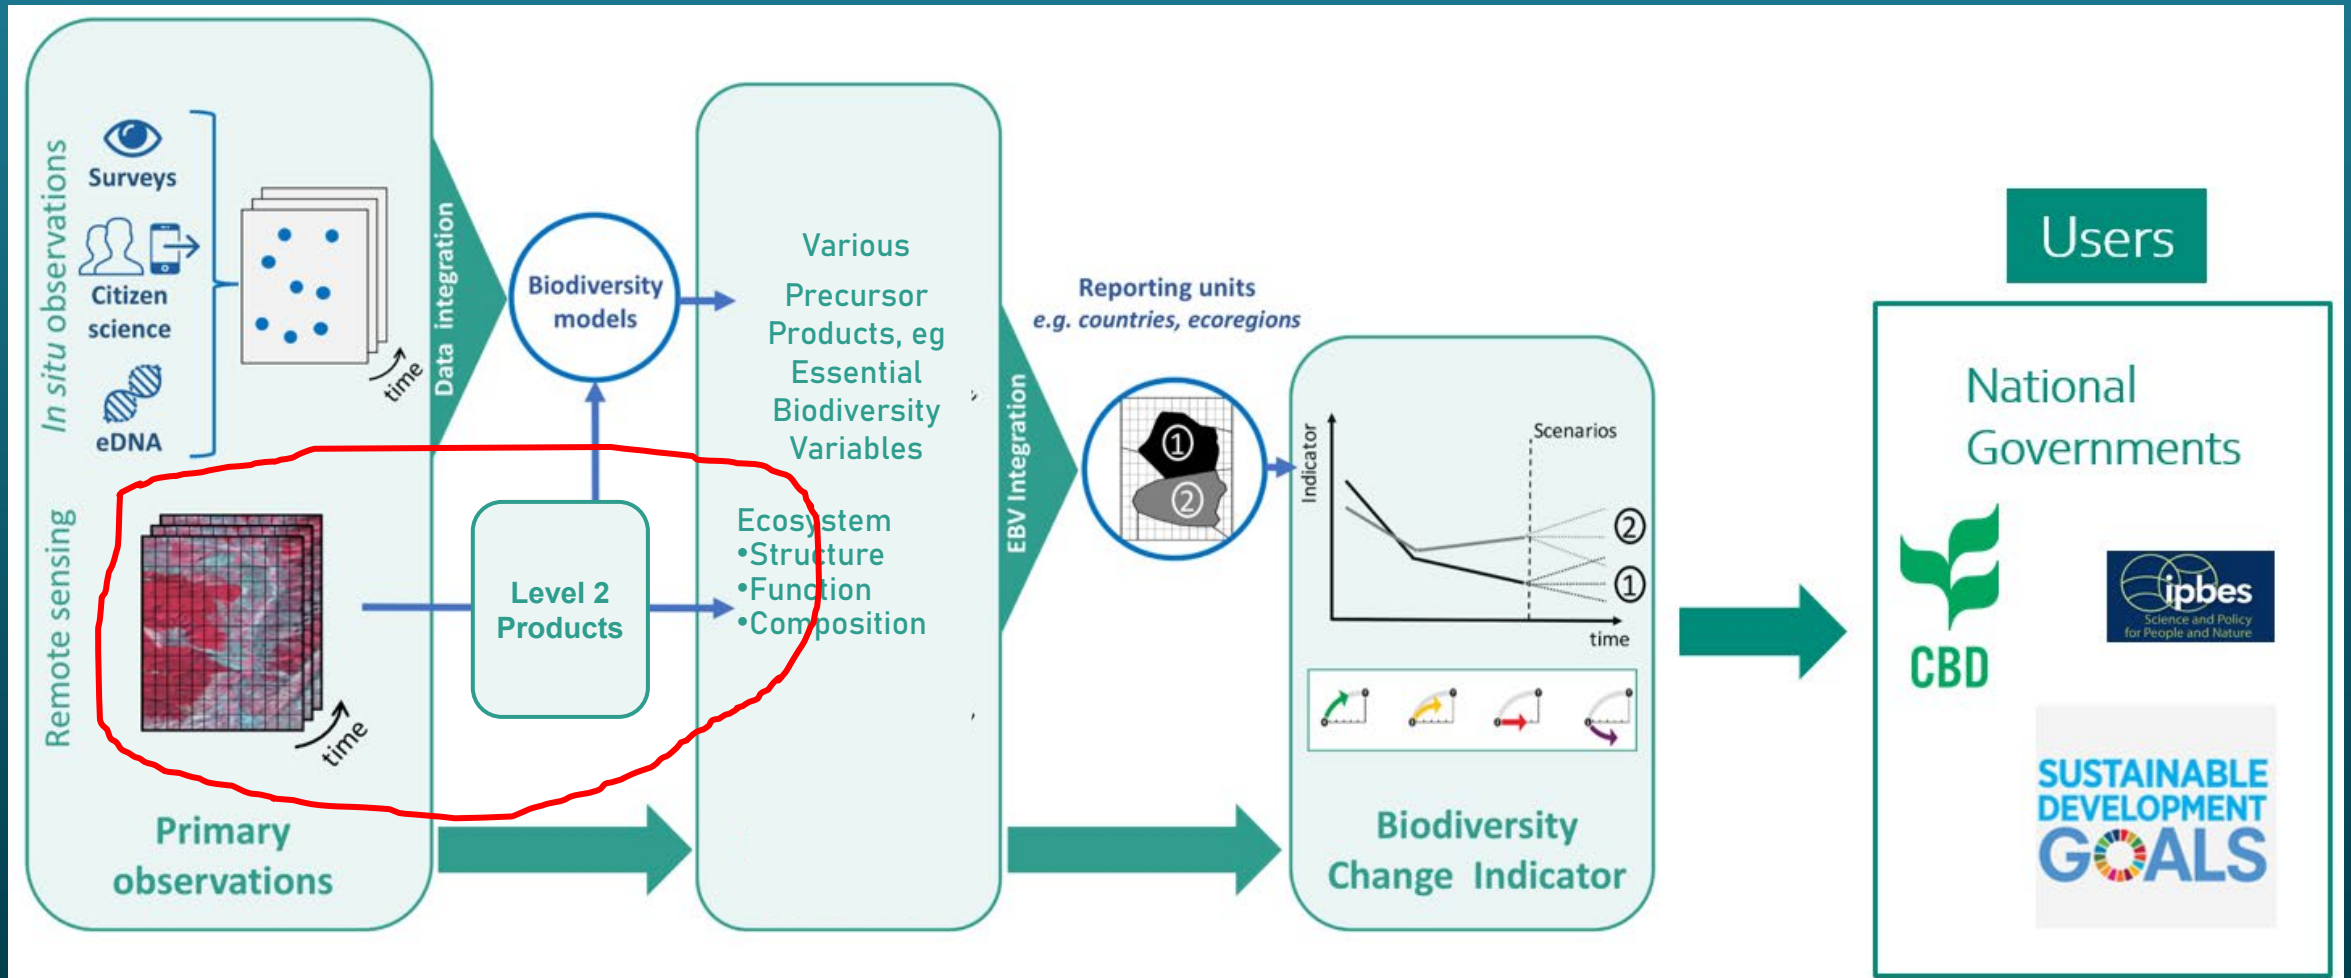 In situ observations
Surveys
Citizen
science
eDNA
time
Remote sensing
time
Primary
observations
Data integration
Biodiversity
models
Level 2
Products
Various
Precursor
Products, eg
Essential
Biodiversity
Variables
Ecosystem
•Structure
•Function
•Composition
EBV Integration
Reporting units
e.g. countries, ecoregions
1
2
Indicator
Scenarios
2
1
time
Biodiversity
Change Indicator
Users
National
Governments
CBD
ipbes
Science and Policy
for People and Nature
SUSTAINABLE
DEVELOPMENT
GOALS